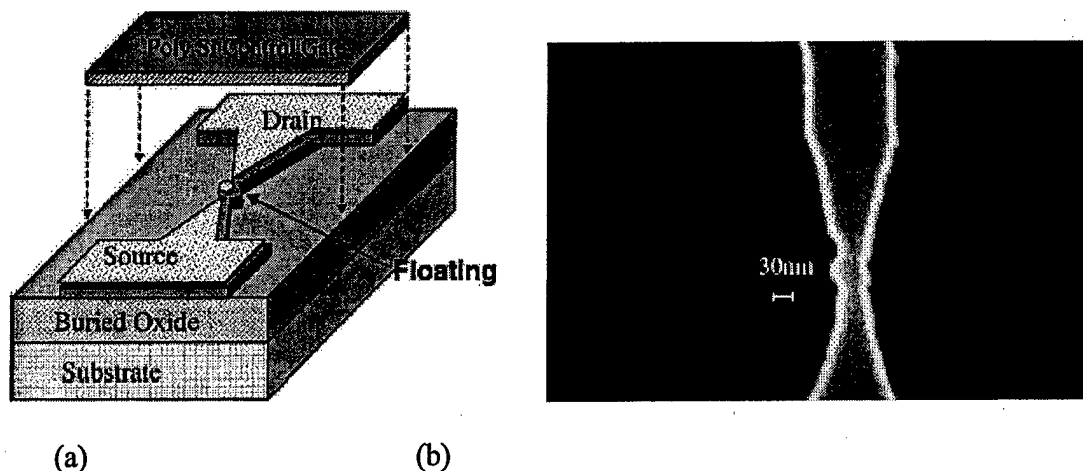 Poly-Si Control Gate
Drain
Source
Floating
Buried Oxide
Substrate
30nm
(a)
(b)